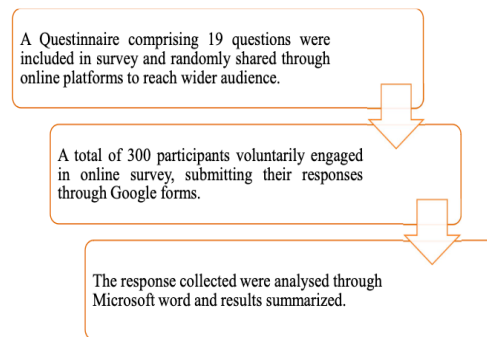 A Questinnaire comprising 19 questions were
included in survey and randomly shared through
online platforms to reach wider audience.
A total of 300 participants voluntarily engaged
in online survey, submitting their responses
through Google forms.
The response collected were analysed through
Microsoft word and results summarized.